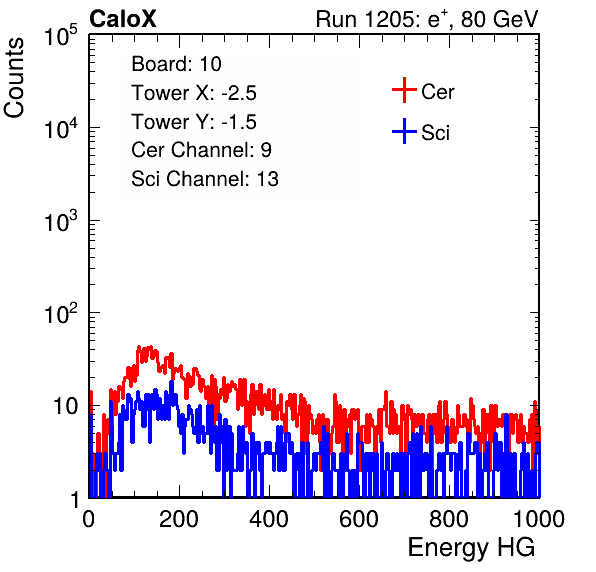 CaloX Run 1205: e⁺, 80 GeV
Counts
10⁵
10⁴
10³
10²
10
1
Board: 10
Tower X: -2.5
Tower Y: -1.5
Cer Channel: 9
Sci Channel: 13
Cer
Sci
0 200 400 600 800 1000
Energy HG